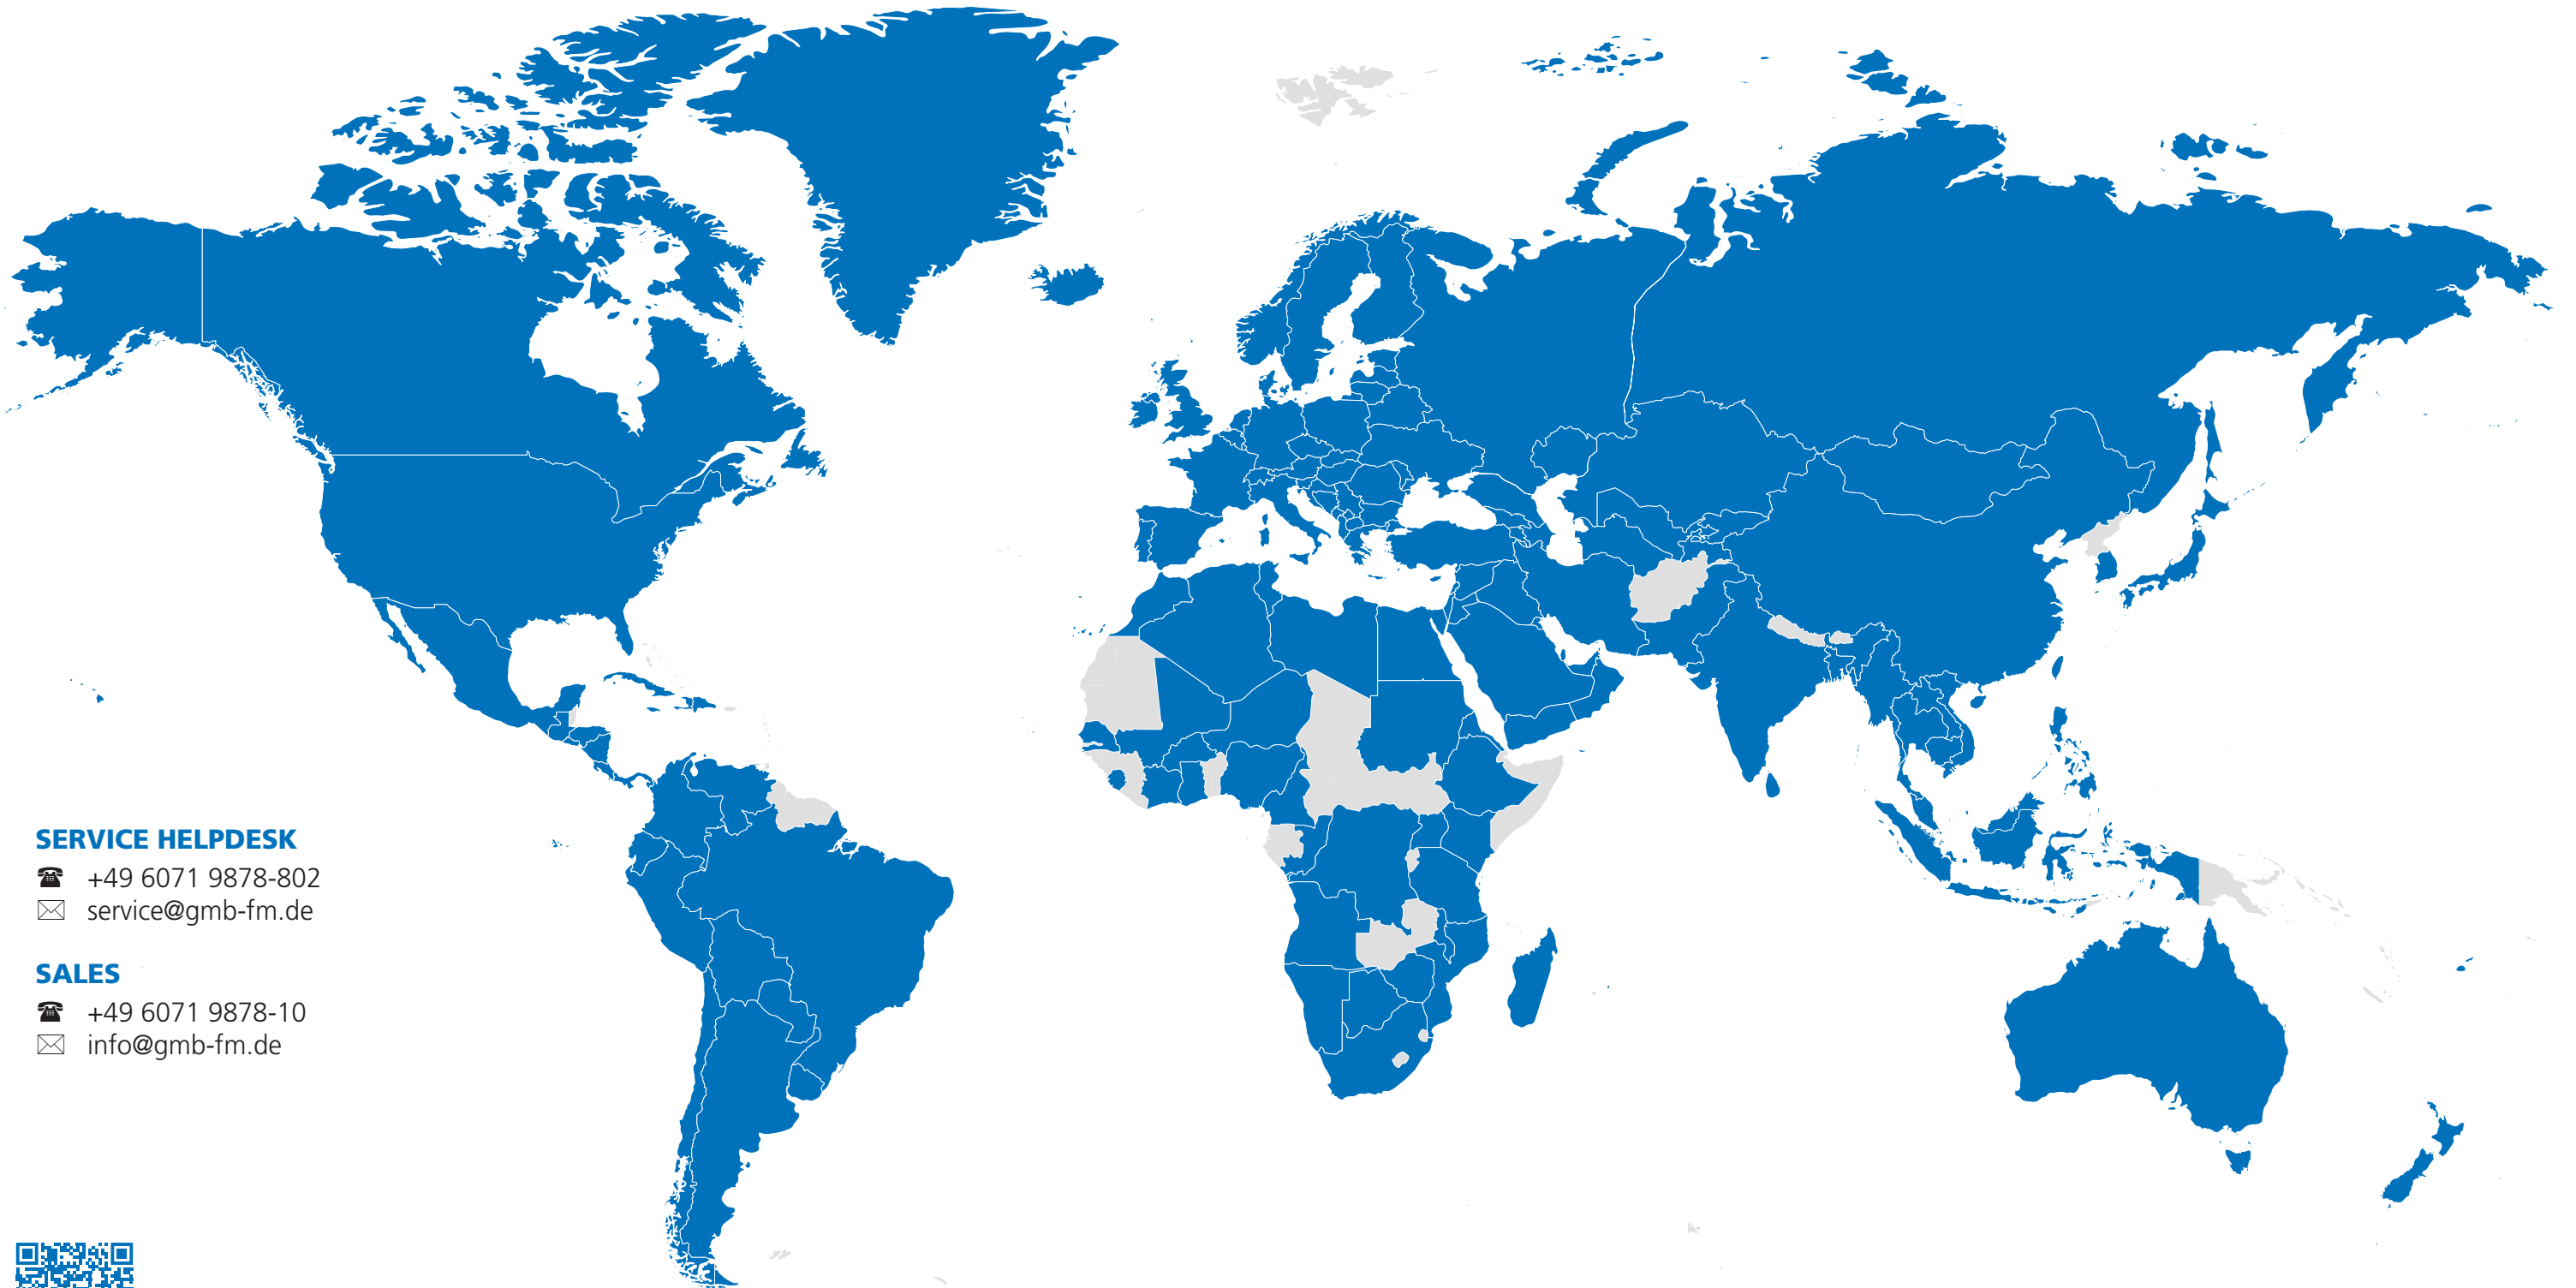 SERVICE HELPDESK
+49 6071 9878-802
service@gmb-fm.de
SALES
+49 6071 9878-10
info@gmb-fm.de